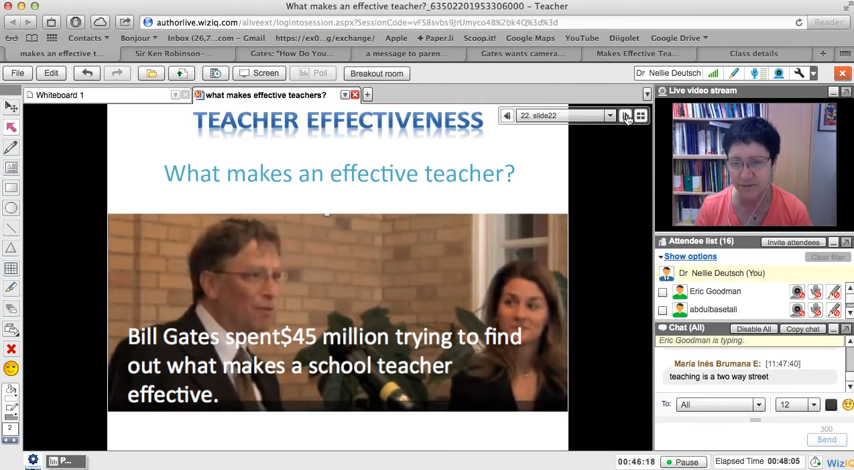 What makes an effective teacher?_63502201953306000 - Teacher
authorlive.wiziq.com/aliveext/logintosession.aspx?SessionCode=vFS8svbs9JrUmyco4B%2bk4Q%3d%3d
Reader
Contacts Bonjour Inbox (26,7...com - Gmail https://ex0...g/exchange/ Apple Paper.li Scoop.it! Google Maps YouTube Diigolet Google Drive
makes an effective t... Sir Ken Robinson-... Gates: "How Do You... a message to paren... Gates wants camera... Makes Effective Tea... Class details
File Edit Screen Poll Breakout room Dr Nellie Deutsch
Whiteboard 1 what makes effective teachers?
Live video stream
22. slide22
TEACHER EFFECTIVENESS
What makes an effective teacher?
Bill Gates spent$45 million trying to find
out what makes a school teacher
effective.
Attendee list (16) Invite attendees
Show options Clear filter
Dr Nellie Deutsch (You)
Eric Goodman
abdulbasetali
Chat (All) Disable All Copy chat
Eric Goodman is typing.
Maria Inés Brumana E: [11:47:40]
teaching is a two way street
To: All 12
300
Send
2
P...
00:46:18 Pause Elapsed Time 00:48:05 WizIQ